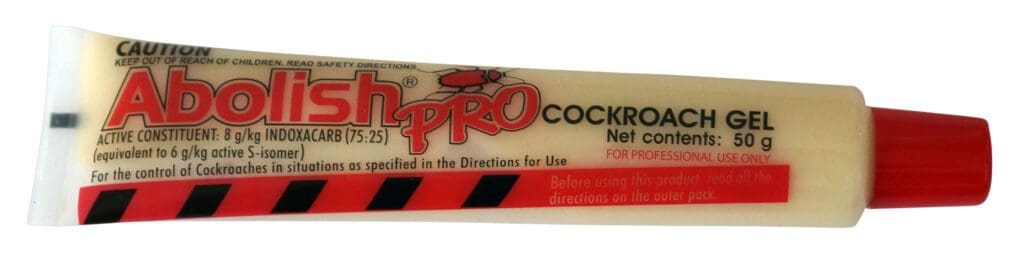 CAUTION
KEEP OUT OF REACH OF CHILDREN. READ SAFETY DIRECTIONS
Abolish® PRO COCKROACH GEL
ACTIVE CONSTITUENT: 8 g/kg INDOXACARB (75:25)
Net contents: 50 g
(equivalent to 6 g/kg active S-isomer)
FOR PROFESSIONAL USE ONLY
For the control of Cockroaches in situations as specified in the Directions for Use
Before using this product, read all the
directions on the outer pack.